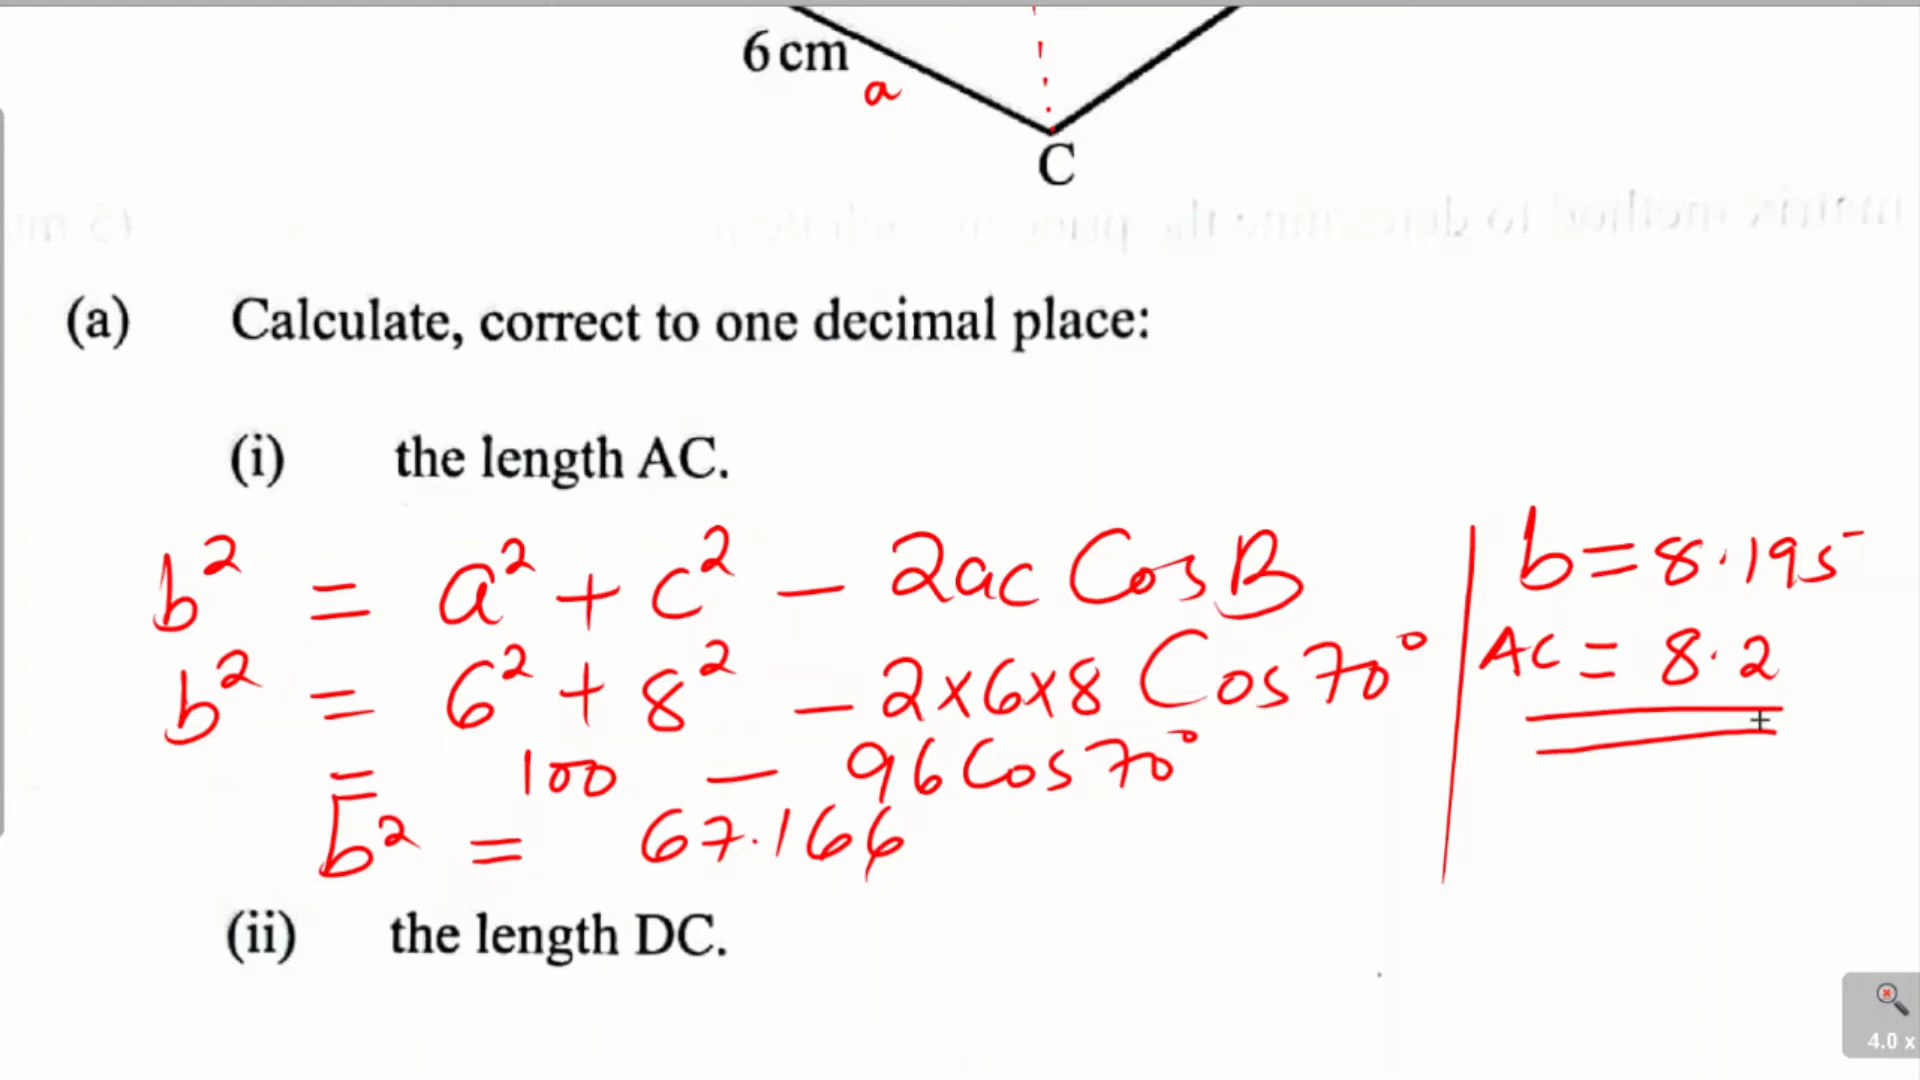 6 cm
a
C
(a) Calculate, correct to one decimal place:
(i) the length AC.
b² = a² + c² − 2ac Cos B
b² = 6² + 8² − 2×6×8 Cos 70°
= 100 − 96 Cos 70°
b² = 67.166
b = 8.195
AC = 8.2
(ii) the length DC.
4.0 x